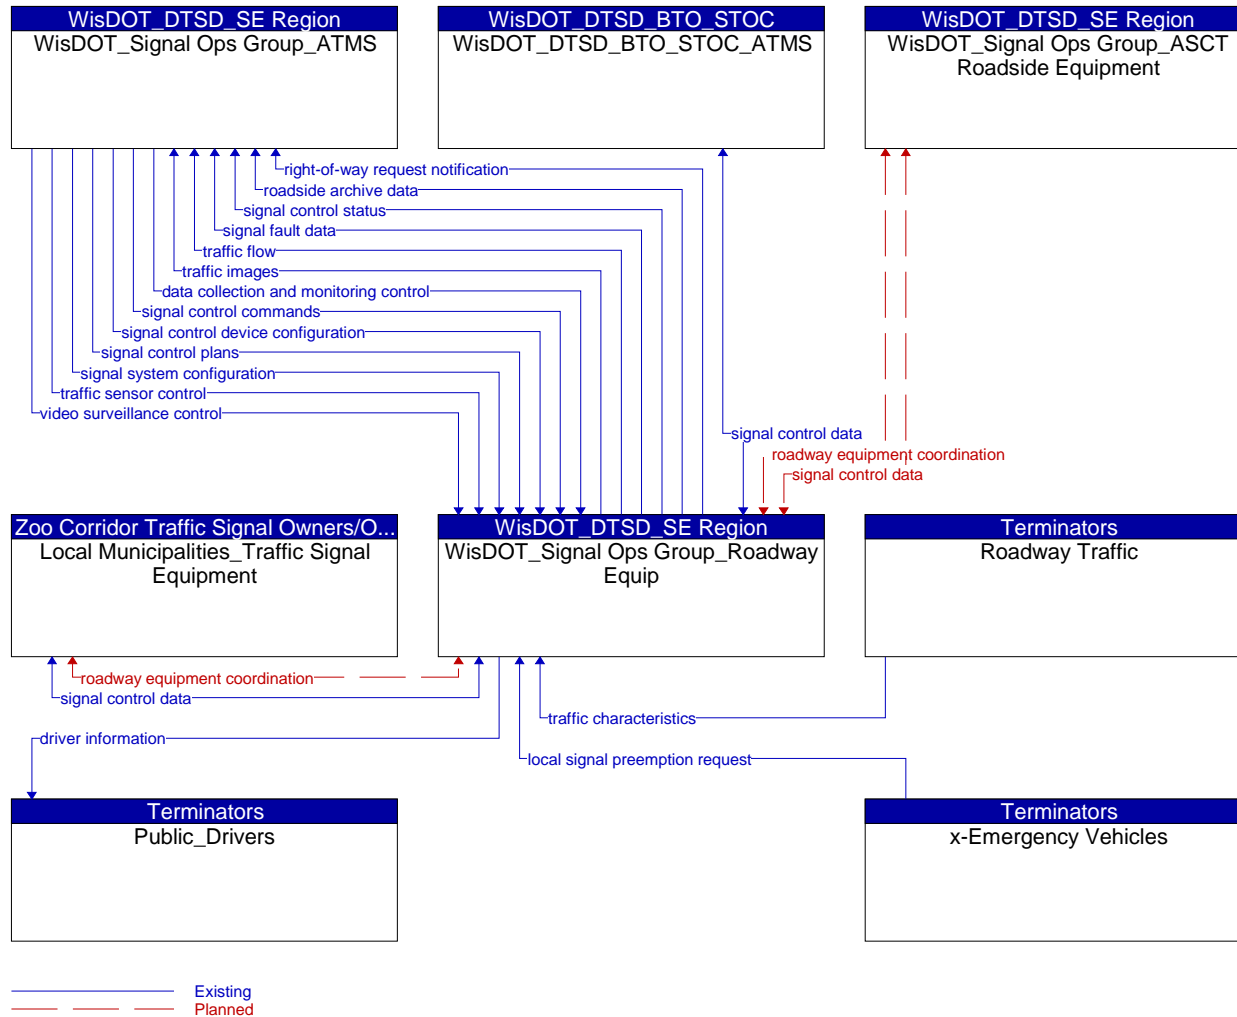 WisDOT_DTSD_SE Region
WisDOT_Signal Ops Group_ATMS
WisDOT_DTSD_BTO_STOC
WisDOT_DTSD_BTO_STOC_ATMS
WisDOT_DTSD_SE Region
WisDOT_Signal Ops Group_ASCT
Roadside Equipment
right-of-way request notification
roadside archive data
signal control status
signal fault data
traffic flow
traffic images
data collection and monitoring control
signal control commands
signal control device configuration
signal control plans
signal system configuration
traffic sensor control
video surveillance control
signal control data
roadway equipment coordination
signal control data
Zoo Corridor Traffic Signal Owners/O...
Local Municipalities_Traffic Signal
Equipment
WisDOT_DTSD_SE Region
WisDOT_Signal Ops Group_Roadway
Equip
Terminators
Roadway Traffic
roadway equipment coordination
signal control data
traffic characteristics
driver information
local signal preemption request
Terminators
Public_Drivers
Terminators
x-Emergency Vehicles
Existing
Planned